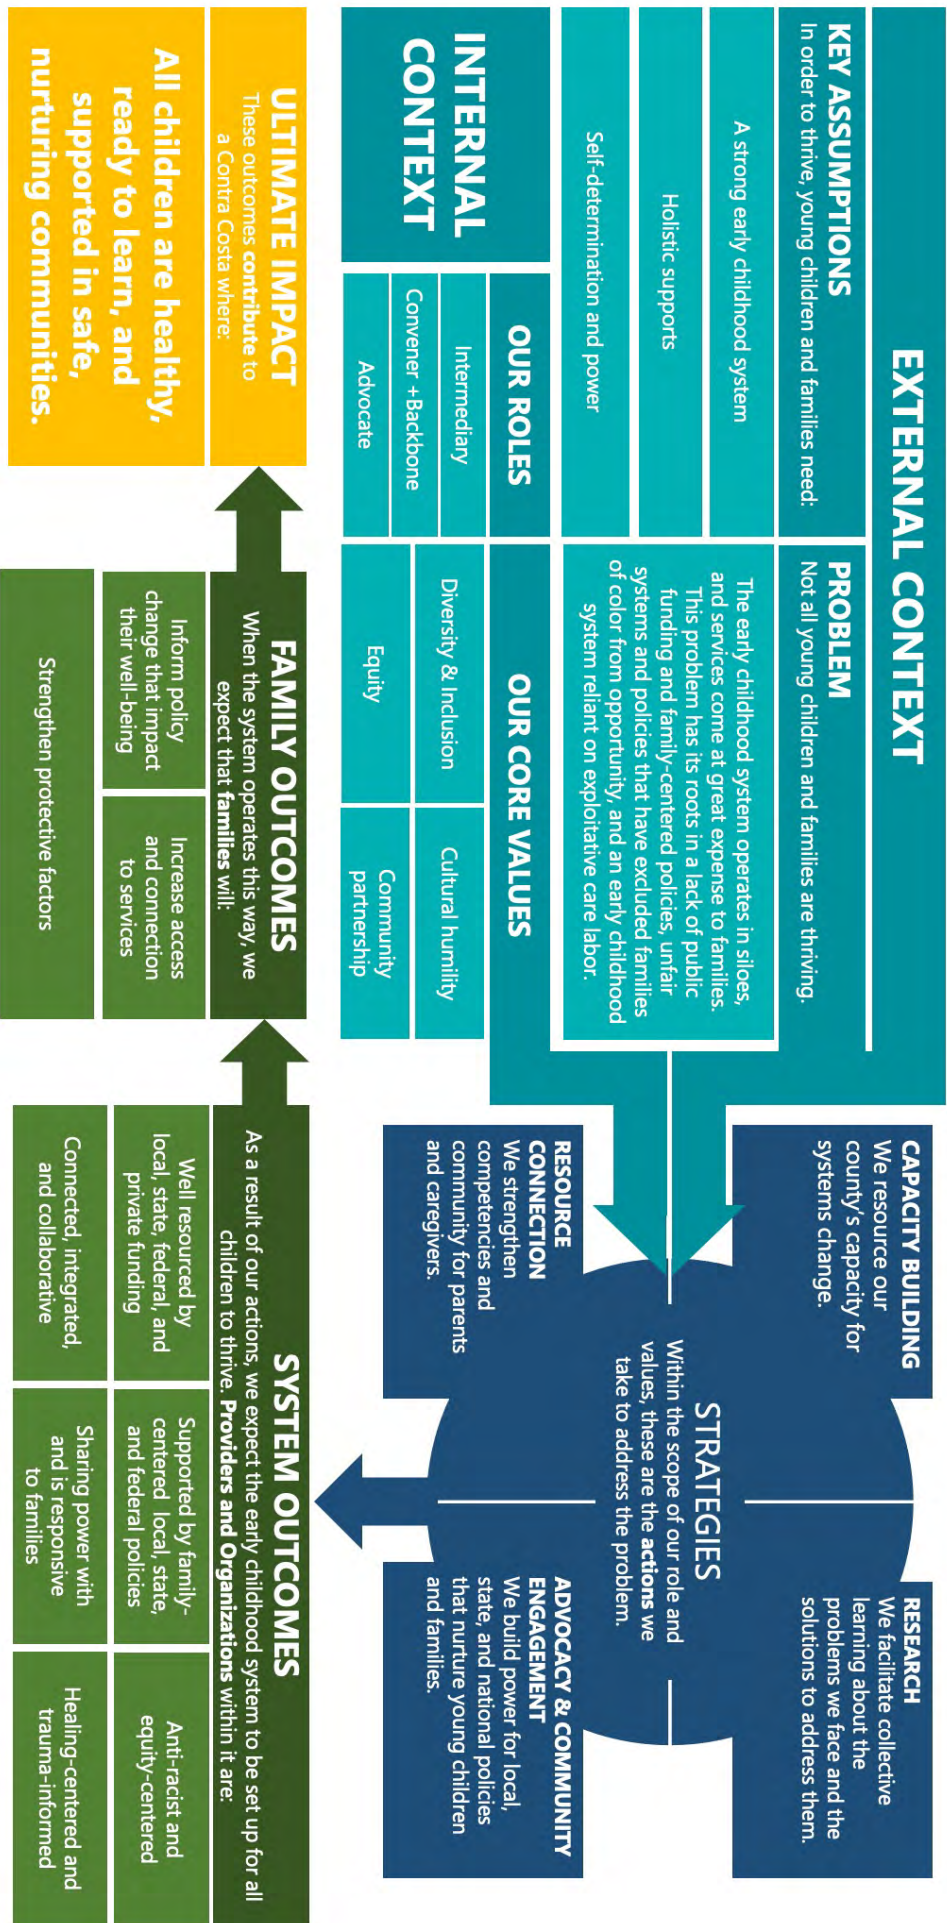 EXTERNAL CONTEXT
KEY ASSUMPTIONS
In order to thrive, young children and families need:
A strong early childhood system
Holistic supports
Self-determination and power
PROBLEM
Not all young children and families are thriving.
The early childhood system operates in siloes,
and services come at great expense to families.
This problem has its roots in a lack of public
funding and family-centered policies, unfair
systems and policies that have excluded families
of color from opportunity, and an early childhood
system reliant on exploitative care labor.
INTERNAL
CONTEXT
OUR ROLES
Intermediary
Convener +Backbone
Advocate
OUR CORE VALUES
Diversity & Inclusion
Cultural humility
Equity
Community
partnership
CAPACITY BUILDING
We resource our
county's capacity for
systems change.
RESEARCH
We facilitate collective
learning about the
problems we face and the
solutions to address them.
STRATEGIES
Within the scope of our role and
values, these are the actions we
take to address the problem.
RESOURCE
CONNECTION
We strengthen
competencies and
community for parents
and caregivers.
ADVOCACY & COMMUNITY
ENGAGEMENT
We build power for local,
state, and national policies
that nurture young children
and families.
ULTIMATE IMPACT
These outcomes contribute to
a Contra Costa where:
All children are healthy,
ready to learn, and
supported in safe,
nurturing communities.
FAMILY OUTCOMES
When the system operates this way, we
expect that families will:
Inform policy
change that impact
their well-being
Increase access
and connection
to services
Strengthen protective factors
SYSTEM OUTCOMES
As a result of our actions, we expect the early childhood system to be set up for all
children to thrive. Providers and Organizations within it are:
Well resourced by
local, state, federal, and
private funding
Supported by family-
centered local, state,
and federal policies
Anti-racist and
equity-centered
Connected, integrated,
and collaborative
Sharing power with
and is responsive
to families
Healing-centered and
trauma-informed